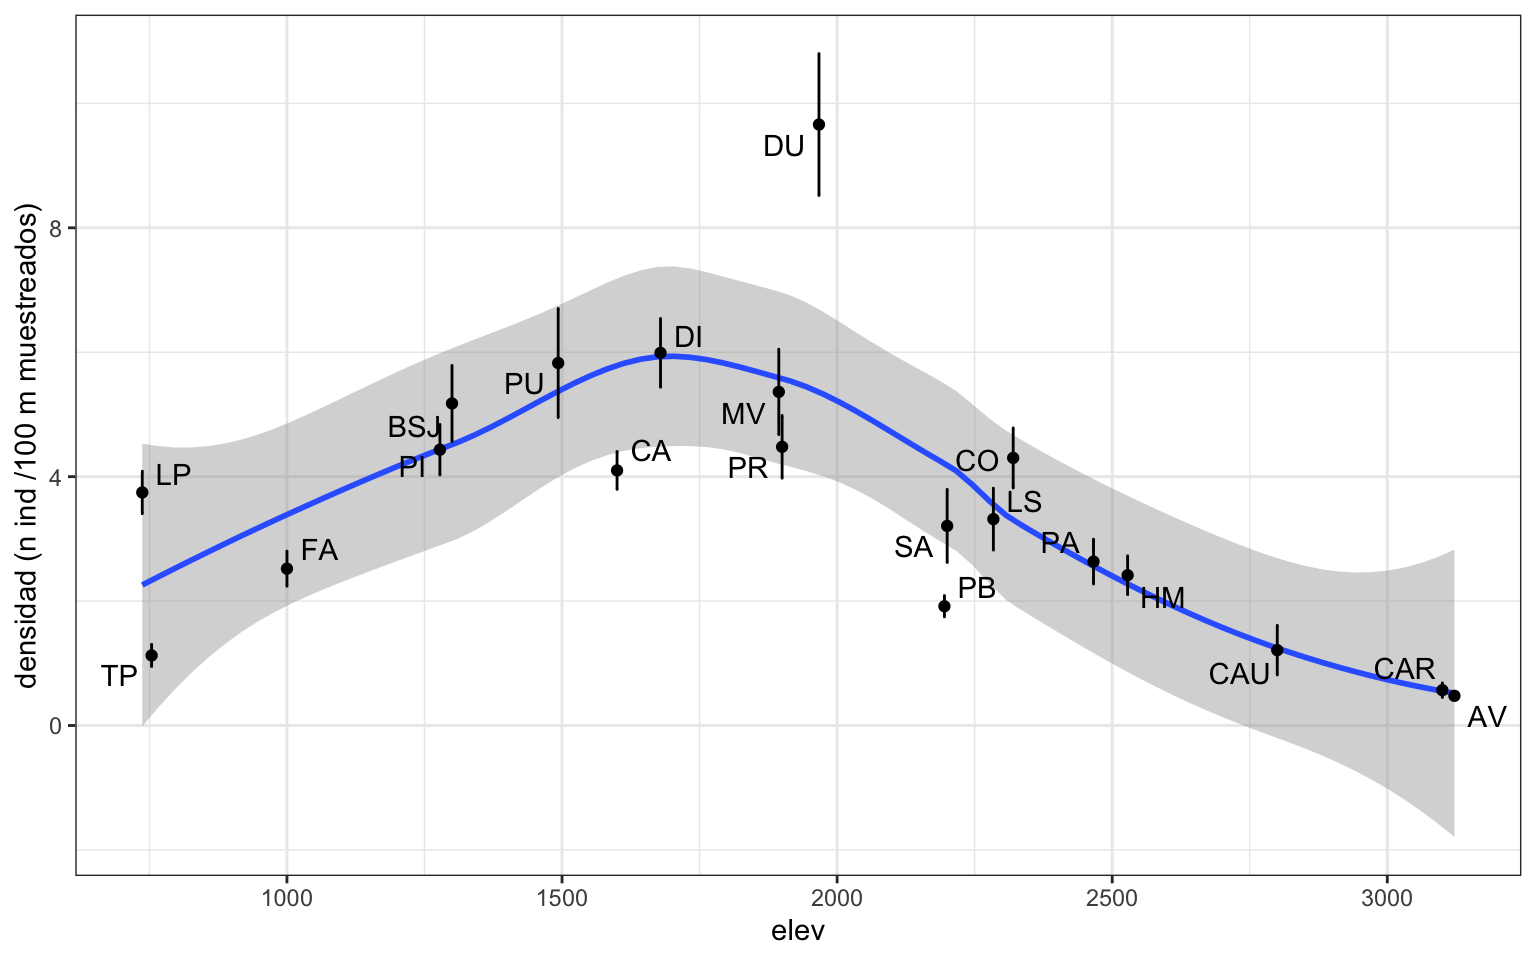 densidad (n ind /100 m muestreados)
8
4
0
DU
DI
PU
BSJ
PI
MV
CA
PR
LP
FA
TP
CO
LS
SA
PB
PA
HM
CAU
CAR
AV
1000
1500
2000
2500
3000
elev